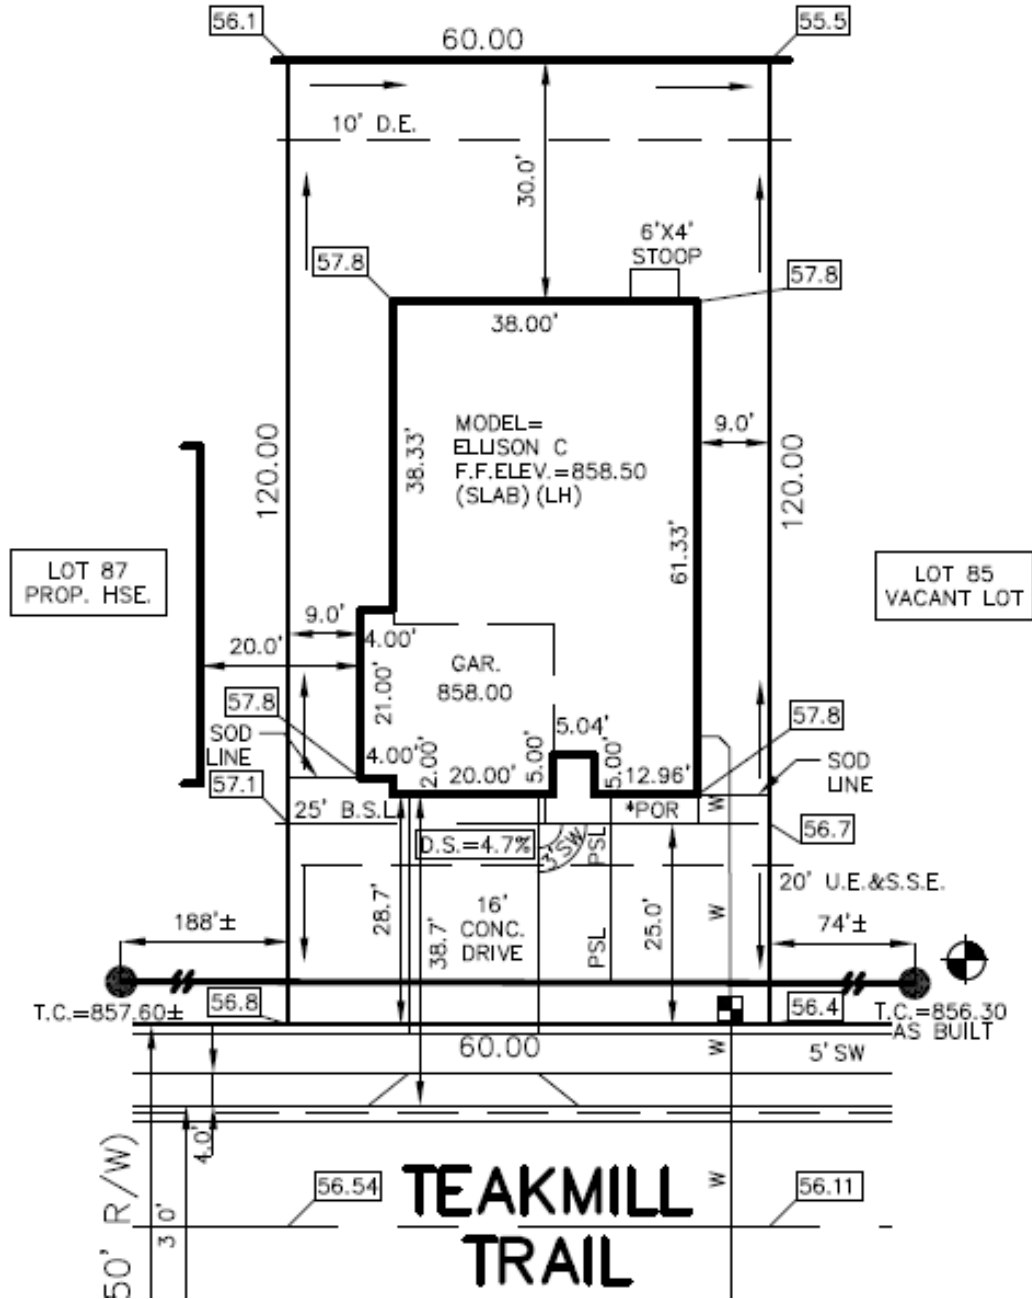 56.1
60.00
55.5
10' D.E.
30.0'
6'X4'
STOOP
57.8
57.8
38.00'
120.00
38.33'
MODEL=
ELLISON C
F.F.ELEV.=858.50
(SLAB) (LH)
9.0'
120.00
61.33'
LOT 87
PROP. HSE.
LOT 85
VACANT LOT
9.0'
4.00'
20.0'
GAR.
858.00
21.00'
57.8
57.8
SOD
LINE
5.04'
4.00'
2.00'
20.00'
5.00'
5.00'
12.96'
SOD
LINE
57.1
25' B.S.L.
*POR
W
56.7
D.S.=4.7%
3'SW
PSL
20' U.E.&S.S.E.
188'±
28.7'
38.7'
16'
CONC.
DRIVE
PSL
25.0'
W
74'±
T.C.=857.60±
56.8
56.4
T.C.=856.30
AS BUILT
60.00
W
5' SW
4.0'
50' R/W)
30'
56.54
TEAKMILL
TRAIL
W
56.11